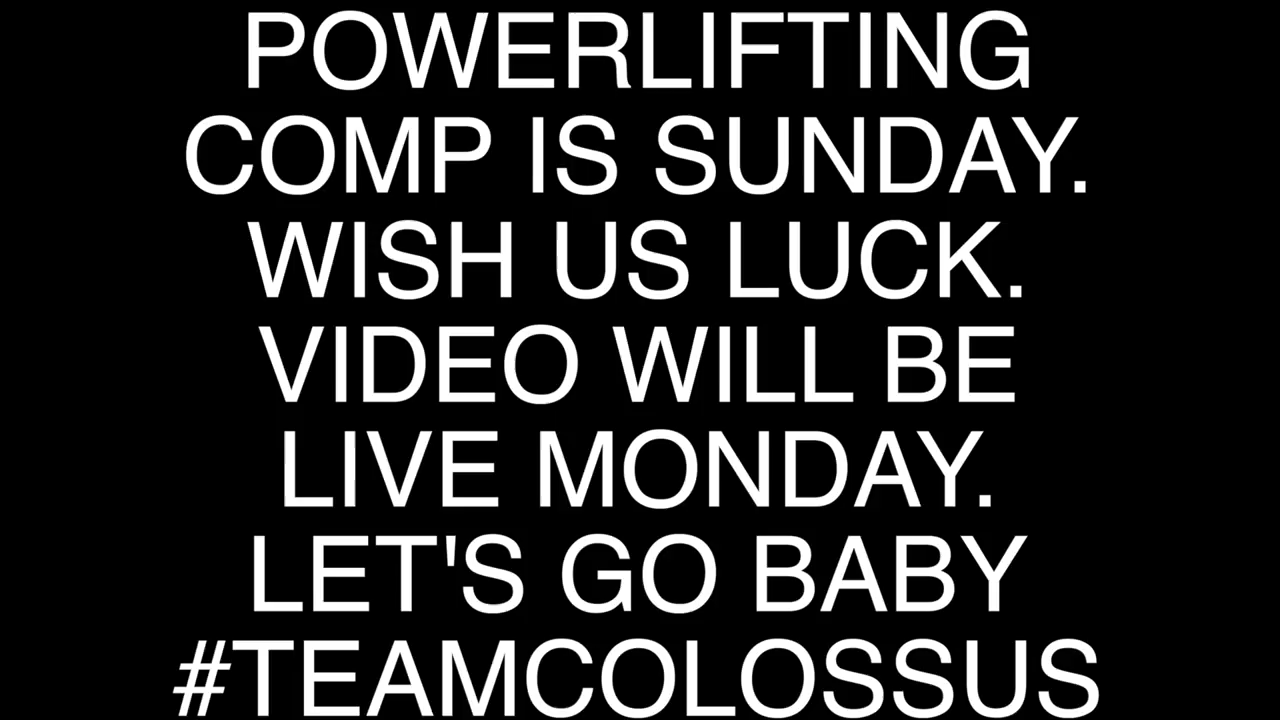 POWERLIFTING
COMP IS SUNDAY.
WISH US LUCK.
VIDEO WILL BE
LIVE MONDAY.
LET'S GO BABY
#TEAMCOLOSSUS